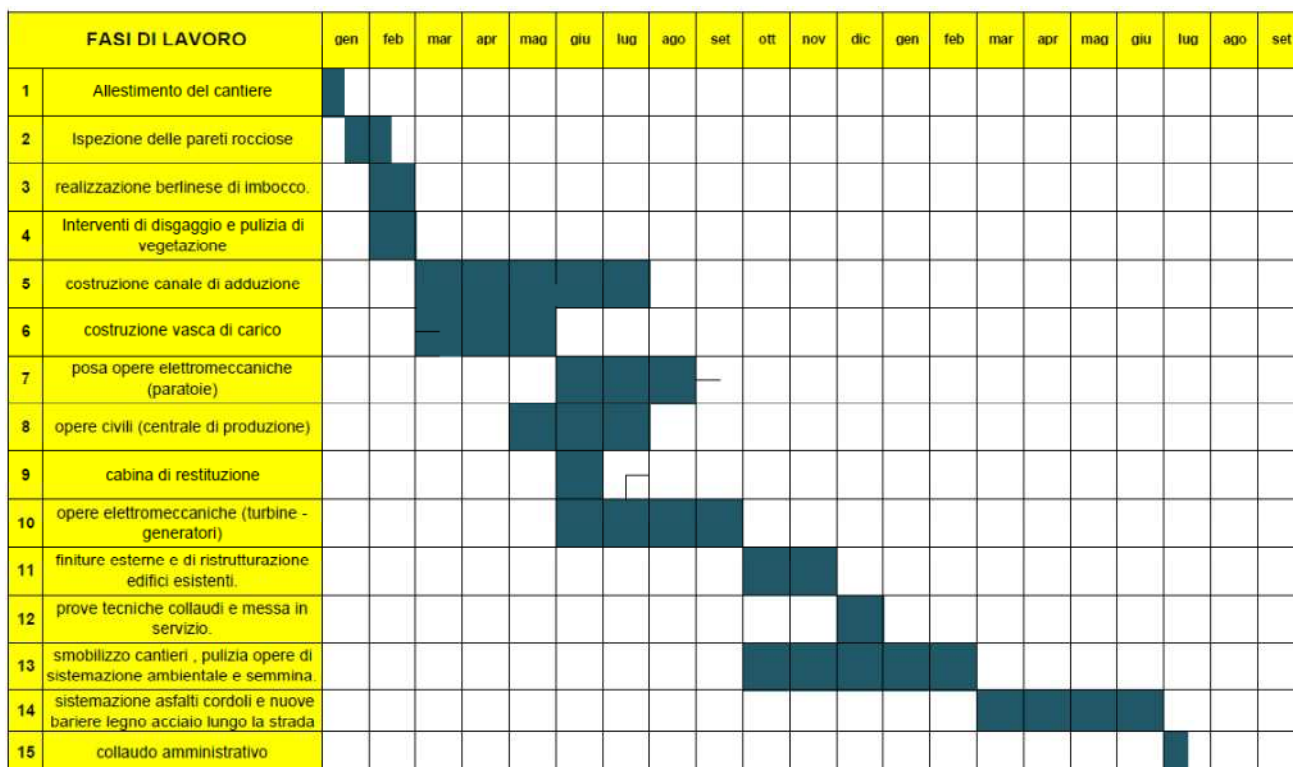 FASI DI LAVORO gen feb mar apr mag giu lug ago set ott nov dic gen feb mar apr mag giu lug ago set
1 Allestimento del cantiere
2 Ispezione delle pareti rocciose
3 realizzazione berlinese di imbocco.
4 Interventi di disgaggio e pulizia di
vegetazione
5 costruzione canale di adduzione
6 costruzione vasca di carico
7 posa opere elettromeccaniche
(paratoie)
8 opere civili (centrale di produzione)
9 cabina di restituzione
10 opere elettromeccaniche (turbine -
generatori)
11 finiture esterne e di ristrutturazione
edifici esistenti.
12 prove tecniche collaudi e messa in
servizio.
13 smobilizzo cantieri , pulizia opere di
sistemazione ambientale e semmina.
14 sistemazione asfalti cordoli e nuove
bariere legno acciaio lungo la strada
15 collaudo amministrativo